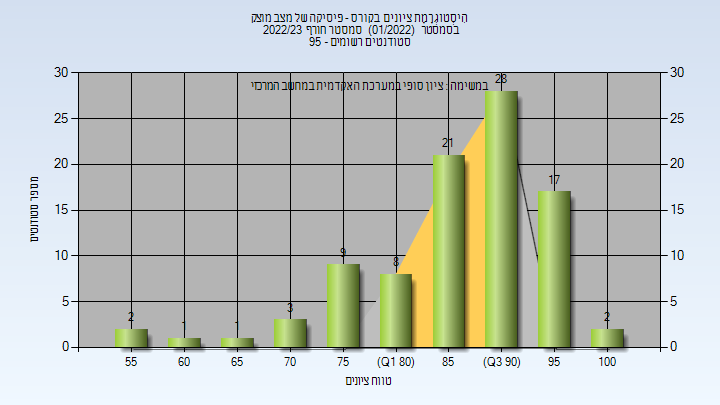 היסטוגרמת ציונים בקורס - פיסיקה של מצב מוצק
בסמסטר (01/2022) סמסטר חורף 2022/23
סטודנטים רשומים - 95
במשימה: ציון סופי במערכת האקדמית במחשב המרכזי
מספר סטודנטים
30 30
25 25
20 20
15 15
10 10
5 5
0 0
2 1 1 3 9 8 21 28 17 2
55 60 65 70 75 (Q1 80) 85 (Q3 90) 95 100
טווח ציונים